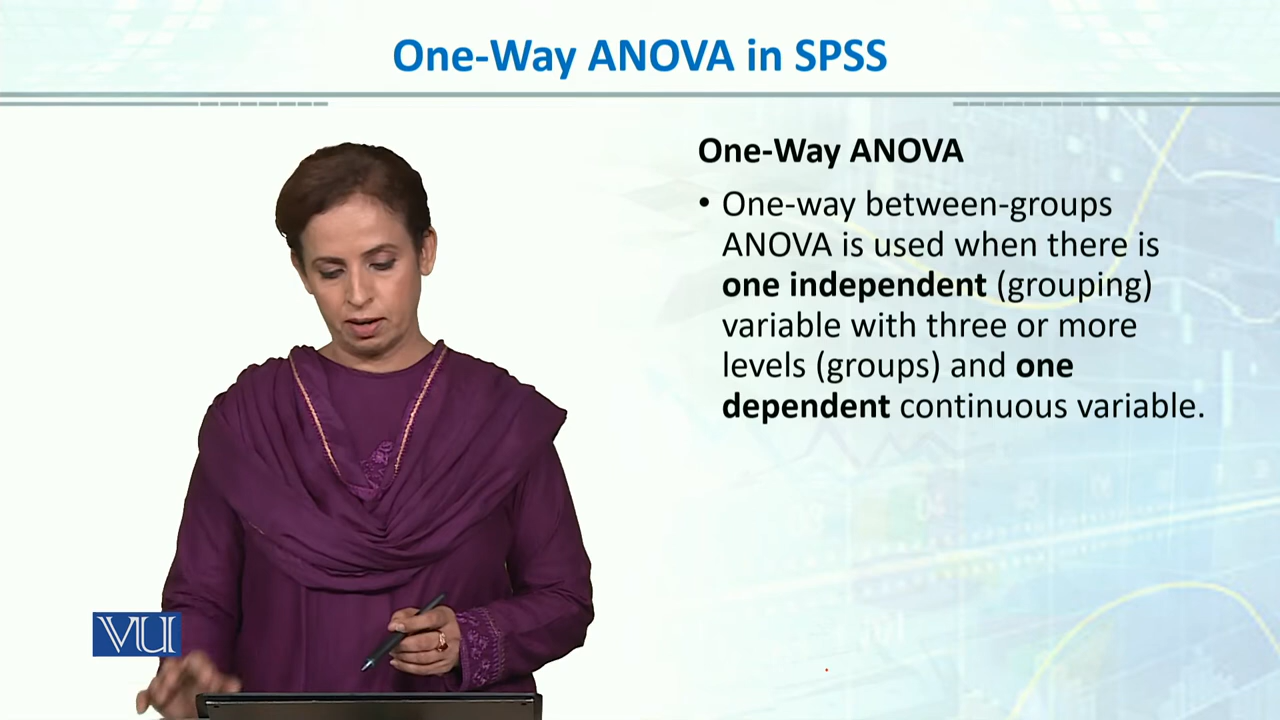 One-Way ANOVA in SPSS
One-Way ANOVA
• One-way between-groups
ANOVA is used when there is
one independent (grouping)
variable with three or more
levels (groups) and one
dependent continuous variable.
VU